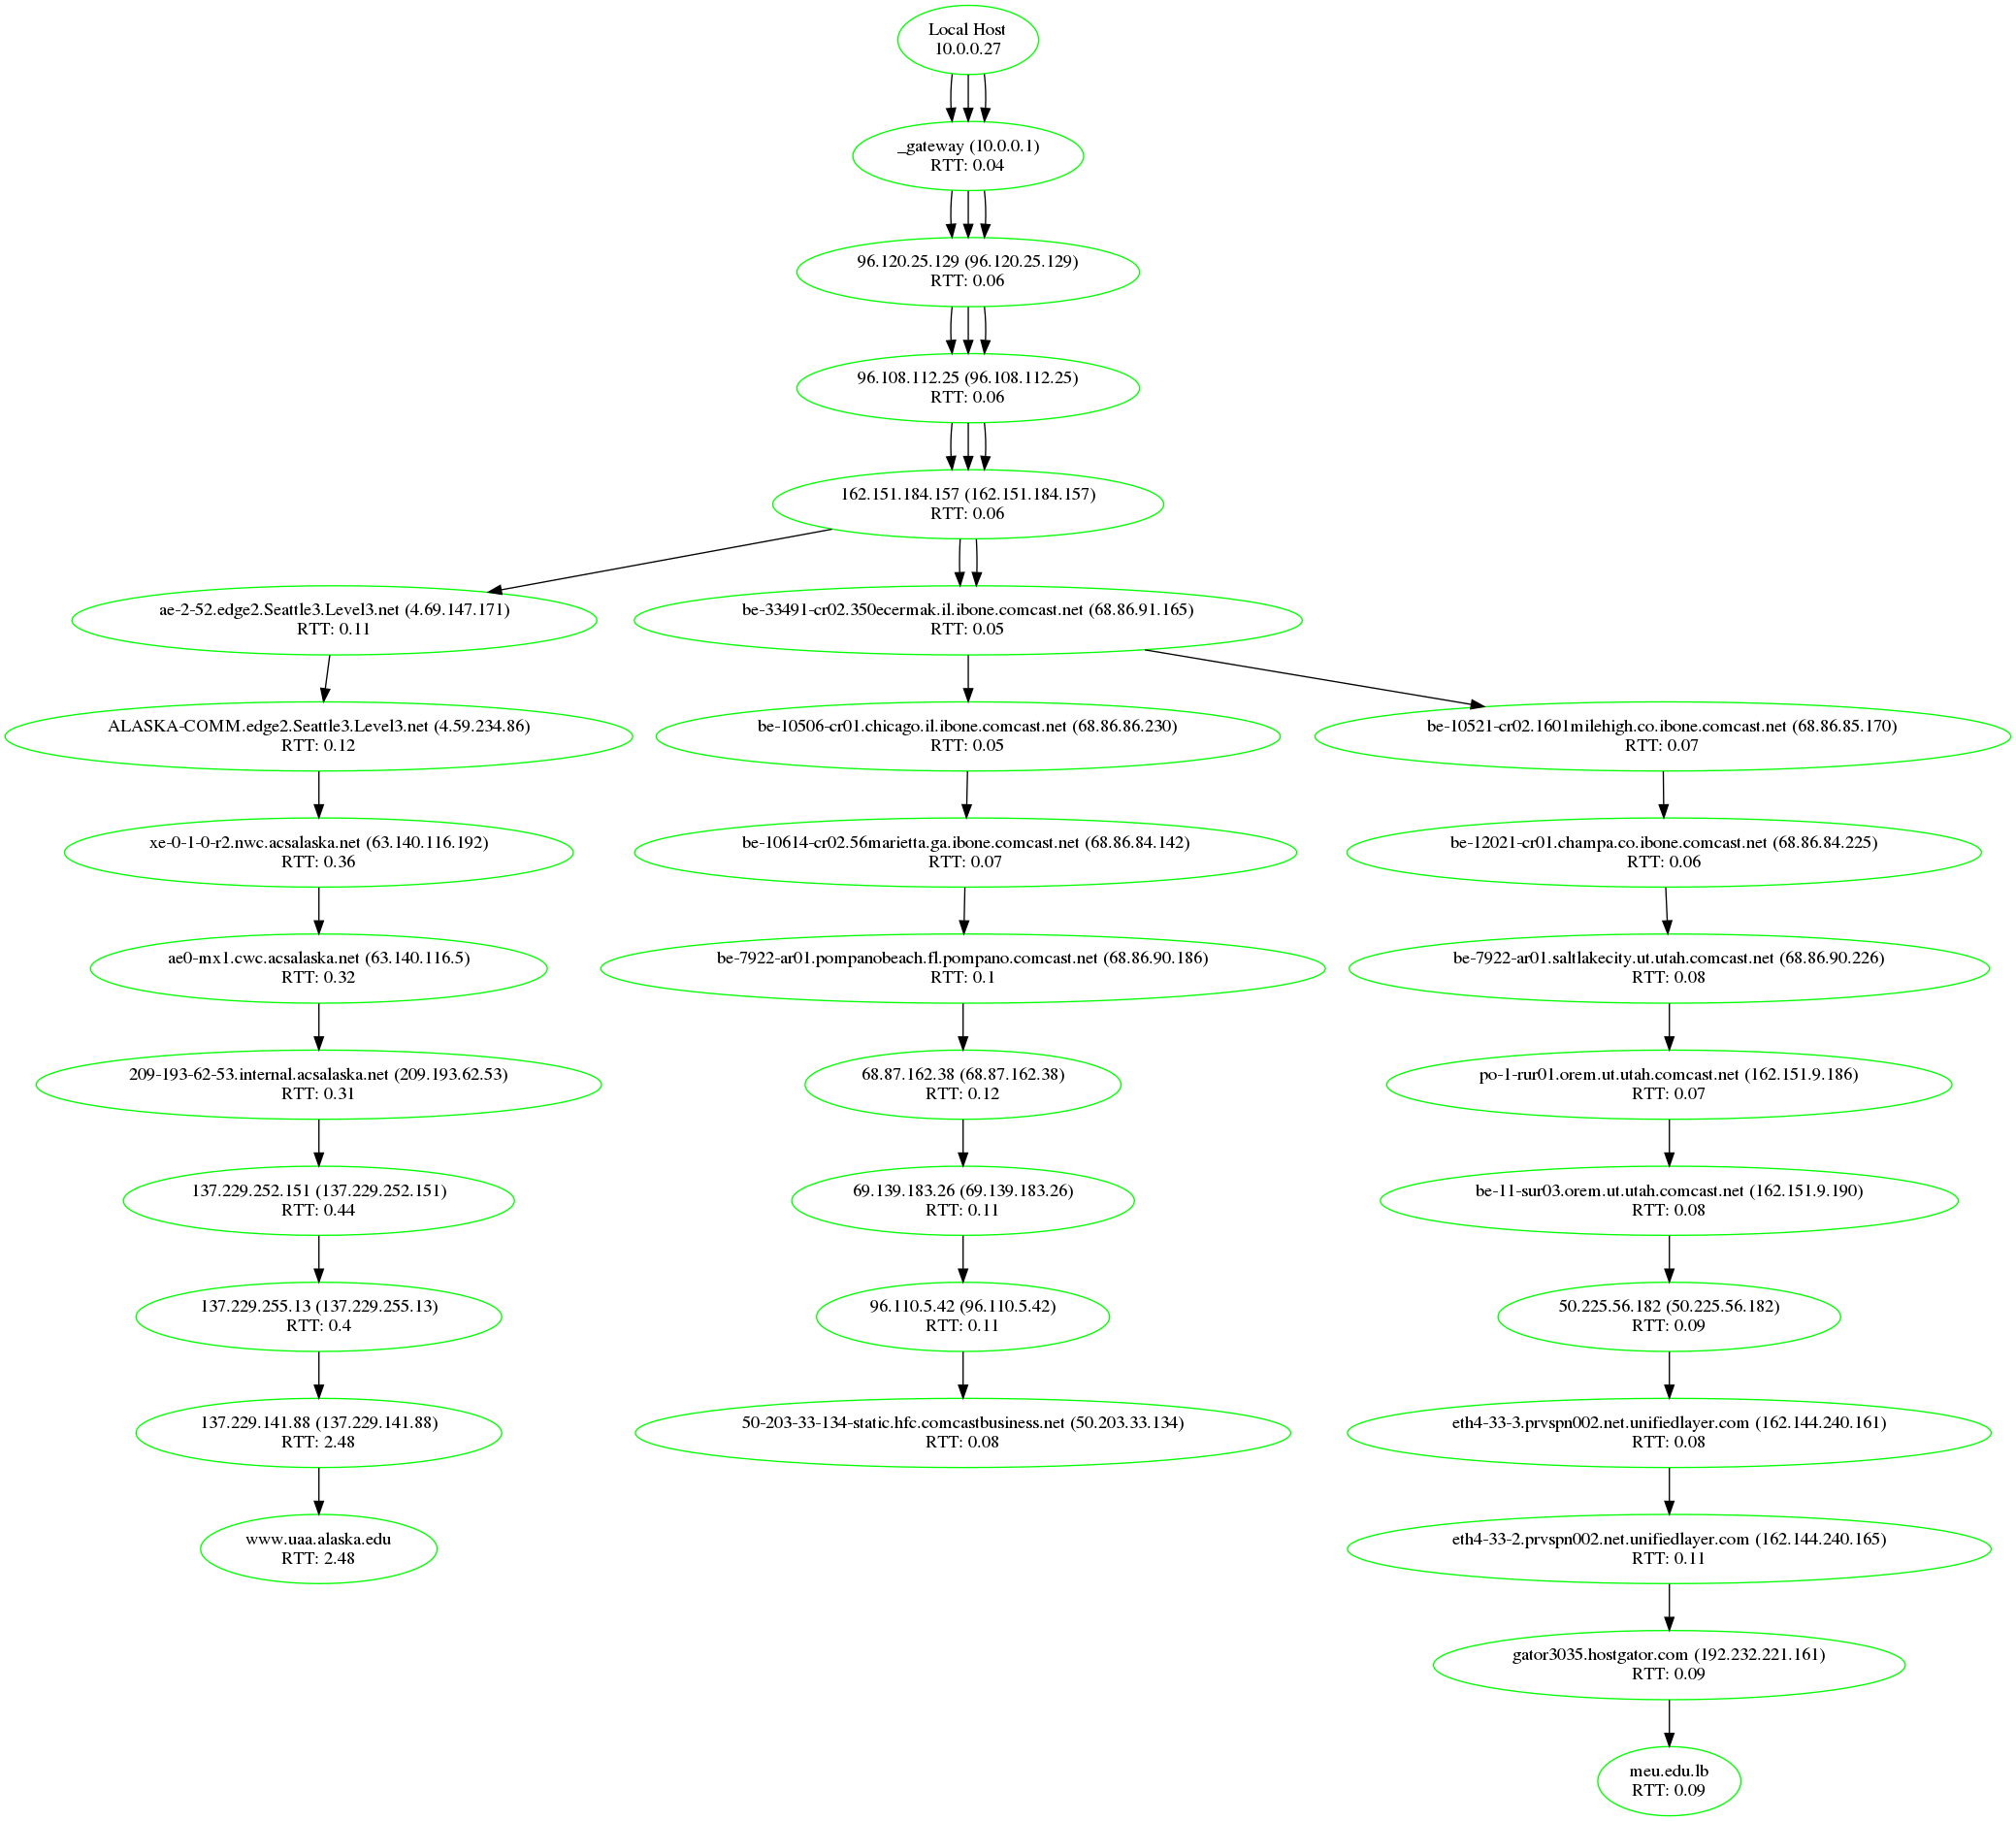 Local Host
10.0.0.27
_gateway (10.0.0.1)
RTT: 0.04
96.120.25.129 (96.120.25.129)
RTT: 0.06
96.108.112.25 (96.108.112.25)
RTT: 0.06
162.151.184.157 (162.151.184.157)
RTT: 0.06
ae-2-52.edge2.Seattle3.Level3.net (4.69.147.171)
RTT: 0.11
be-33491-cr02.350ecermak.il.ibone.comcast.net (68.86.91.165)
RTT: 0.05
ALASKA-COMM.edge2.Seattle3.Level3.net (4.59.234.86)
RTT: 0.12
be-10506-cr01.chicago.il.ibone.comcast.net (68.86.86.230)
RTT: 0.05
be-10521-cr02.1601milehigh.co.ibone.comcast.net (68.86.85.170)
RTT: 0.07
xe-0-1-0-r2.nwc.acsalaska.net (63.140.116.192)
RTT: 0.36
be-10614-cr02.56marietta.ga.ibone.comcast.net (68.86.84.142)
RTT: 0.07
be-12021-cr01.champa.co.ibone.comcast.net (68.86.84.225)
RTT: 0.06
ae0-mx1.cwc.acsalaska.net (63.140.116.5)
RTT: 0.32
be-7922-ar01.pompanobeach.fl.pompano.comcast.net (68.86.90.186)
RTT: 0.1
be-7922-ar01.saltlakecity.ut.utah.comcast.net (68.86.90.226)
RTT: 0.08
209-193-62-53.internal.acsalaska.net (209.193.62.53)
RTT: 0.31
68.87.162.38 (68.87.162.38)
RTT: 0.12
po-1-rur01.orem.ut.utah.comcast.net (162.151.9.186)
RTT: 0.07
137.229.252.151 (137.229.252.151)
RTT: 0.44
69.139.183.26 (69.139.183.26)
RTT: 0.11
be-11-sur03.orem.ut.utah.comcast.net (162.151.9.190)
RTT: 0.08
137.229.255.13 (137.229.255.13)
RTT: 0.4
96.110.5.42 (96.110.5.42)
RTT: 0.11
50.225.56.182 (50.225.56.182)
RTT: 0.09
137.229.141.88 (137.229.141.88)
RTT: 2.48
50-203-33-134-static.hfc.comcastbusiness.net (50.203.33.134)
RTT: 0.08
eth4-33-3.prvspn002.net.unifiedlayer.com (162.144.240.161)
RTT: 0.08
www.uaa.alaska.edu
RTT: 2.48
eth4-33-2.prvspn002.net.unifiedlayer.com (162.144.240.165)
RTT: 0.11
gator3035.hostgator.com (192.232.221.161)
RTT: 0.09
meu.edu.lb
RTT: 0.09